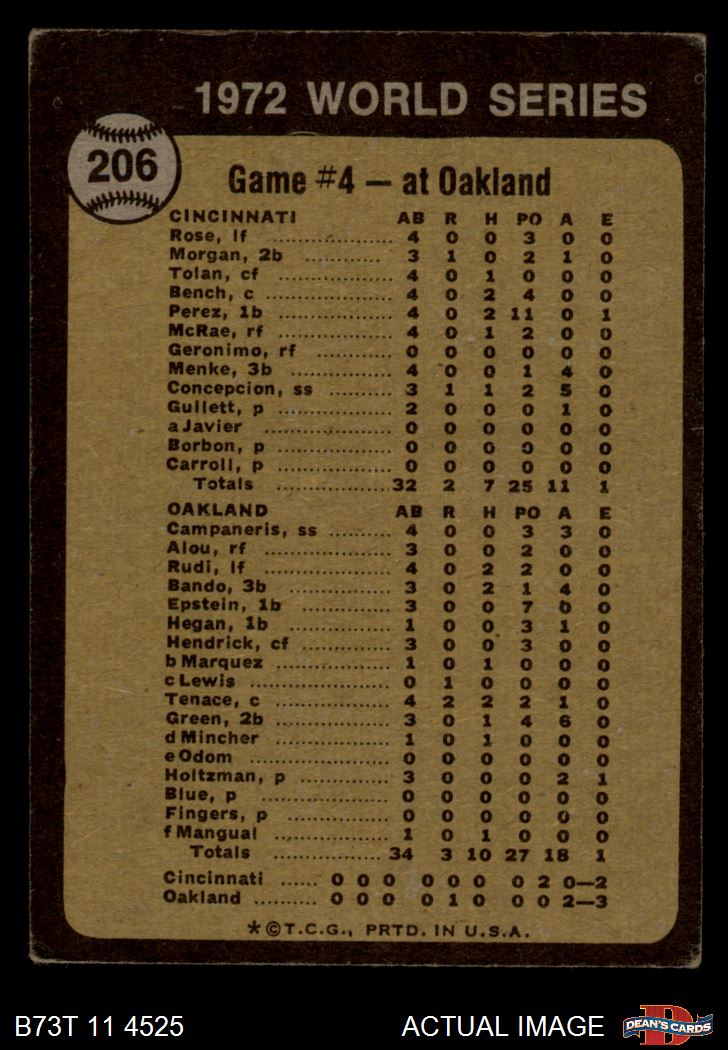 1972 WORLD SERIES
206
Game #4 — at Oakland
CINCINNATI AB R H PO A E
Rose, lf .................... 4 0 0 3 0 0
Morgan, 2b ............ 3 1 0 2 1 0
Tolan, cf .................. 4 0 1 0 0 0
Bench, c .................. 4 0 2 4 0 0
Perez, 1b ................ 4 0 2 11 0 1
McRae, rf ................ 4 0 1 2 0 0
Geronimo, rf ........... 0 0 0 0 0 0
Menke, 3b ............... 4 0 0 1 4 0
Concepcion, ss .......... 3 1 1 2 5 0
Gullett, p .................. 2 0 0 0 1 0
a Javier .................... 0 0 0 0 0 0
Borbon, p ................. 0 0 0 0 0 0
Carroll, p .................. 0 0 0 0 0 0
Totals ..................... 32 2 7 25 11 1
OAKLAND AB R H PO A E
Campaneris, ss .......... 4 0 0 3 3 0
Alou, rf .................... 3 0 0 2 0 0
Rudi, lf .................... 4 0 2 2 0 0
Bando, 3b ................ 3 0 2 1 4 0
Epstein, 1b .............. 3 0 0 7 0 0
Hegan, 1b ................ 1 0 0 3 1 0
Hendrick, cf ............. 3 0 0 3 0 0
b Marquez ................ 1 0 1 0 0 0
c Lewis ..................... 0 1 0 0 0 0
Tenace, c ................. 4 2 2 2 1 0
Green, 2b ................. 3 0 1 4 6 0
d Mincher ................. 1 0 1 0 0 0
e Odom .................... 0 0 0 0 0 0
Holtzman, p ............. 3 0 0 0 2 1
Blue, p ..................... 0 0 0 0 0 0
Fingers, p ................ 0 0 0 0 0 0
f Mangual ................. 1 0 1 0 0 0
Totals ................... 34 3 10 27 18 1
Cincinnati ...... 0 0 0 0 0 0 0 2 0—2
Oakland .......... 0 0 0 0 1 0 0 0 2—3
*©T.C.G., PRTD. IN U.S.A.
B73T 11 4525 ACTUAL IMAGE
D
DEAN'S CARDS